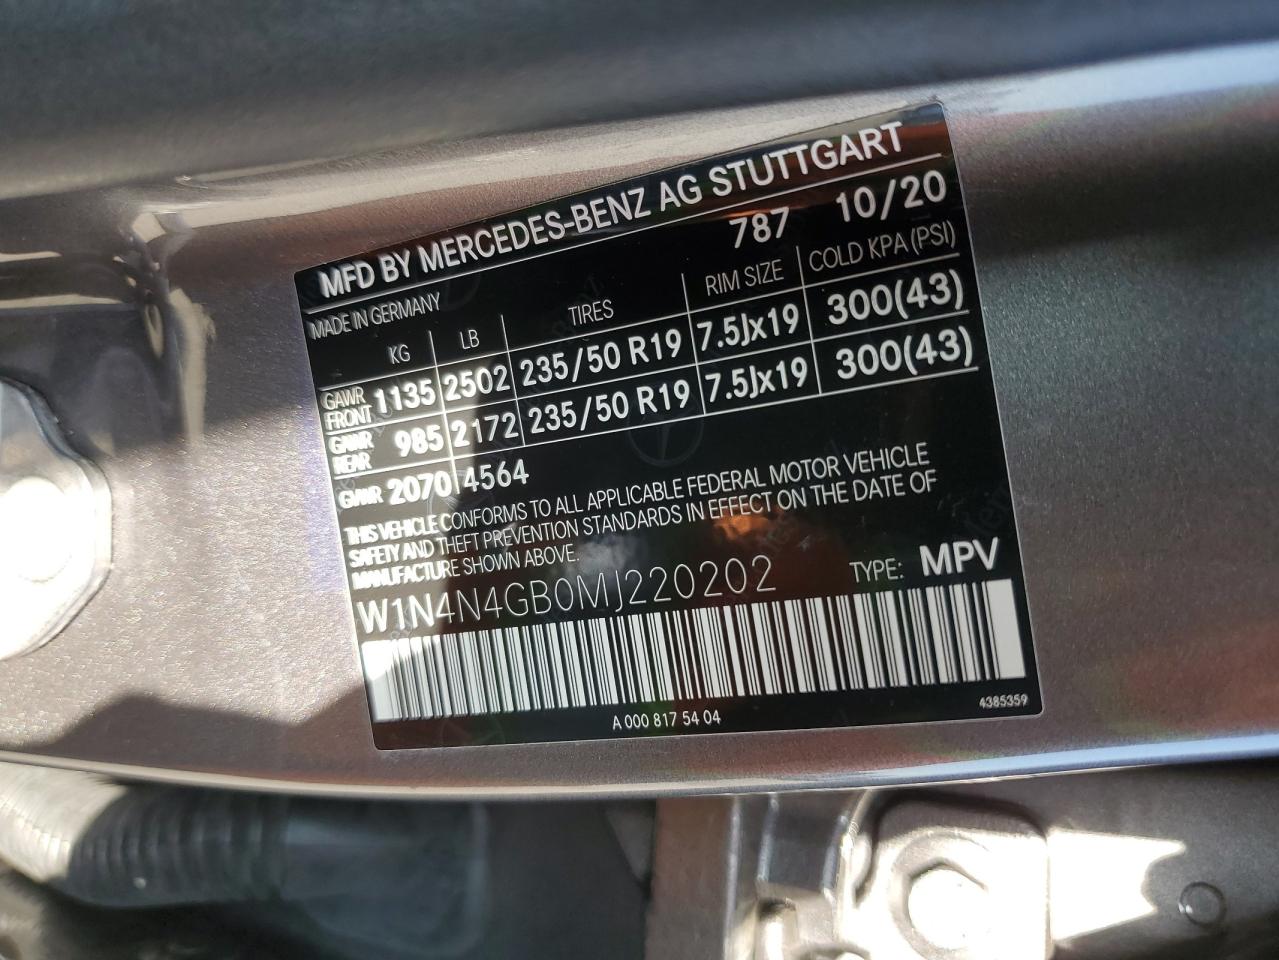 MFD BY MERCEDES-BENZ AG STUTTGART
MADE IN GERMANY 787 10/20
KG LB TIRES RIM SIZE COLD KPA (PSI)
GAWR FRONT 1135 2502 235/50 R19 7.5Jx19 300(43)
GAWR REAR 985 2172 235/50 R19 7.5Jx19 300(43)
GVWR 2070 4564
THIS VEHICLE CONFORMS TO ALL APPLICABLE FEDERAL MOTOR VEHICLE
SAFETY AND THEFT PREVENTION STANDARDS IN EFFECT ON THE DATE OF
MANUFACTURE SHOWN ABOVE.
W1N4N4GB0MJ220202 TYPE: MPV
A 000 817 54 04 4385359